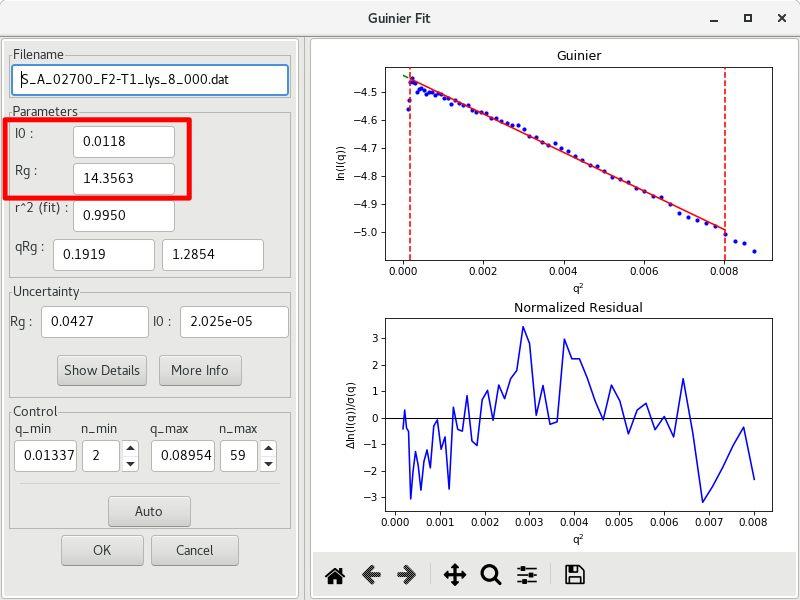 Guinier Fit
Filename
S_A_02700_F2-T1_lys_8_000.dat
Parameters
I0 :
0.0118
Rg :
14.3563
r^2 (fit) :
0.9950
qRg :
0.1919
1.2854
Uncertainty
Rg :
0.0427
I0 :
2.025e-05
Show Details
More Info
Control
q_min
n_min
q_max
n_max
0.01337
2
0.08954
59
Auto
OK
Cancel
Guinier
ln(I(q))
−4.5
−4.6
−4.7
−4.8
−4.9
−5.0
0.000 0.002 0.004 0.006 0.008
q²
Normalized Residual
Δln(I(q))/σ(q)
3
2
1
0
−1
−2
−3
0.000 0.001 0.002 0.003 0.004 0.005 0.006 0.007 0.008
q²